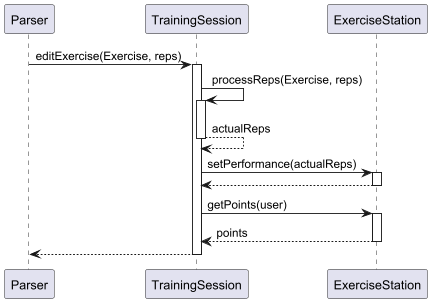 Parser TrainingSession ExerciseStation
editExercise(Exercise, reps)
processReps(Exercise, reps)
actualReps
setPerformance(actualReps)
getPoints(user)
points
Parser TrainingSession ExerciseStation